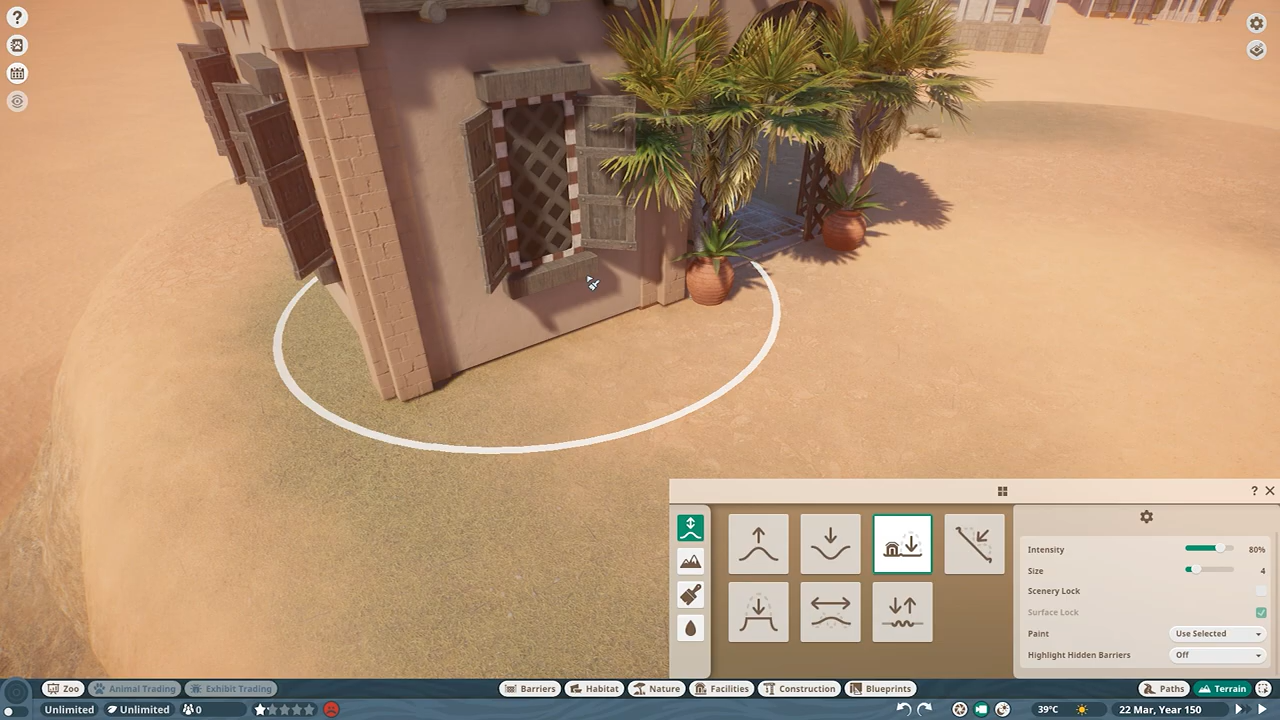 ?
? ×
Intensity 80%
Size 4
Scenery Lock
Surface Lock
Paint Use Selected
Highlight Hidden Barriers Off
Zoo Animal Trading Exhibit Trading Barriers Habitat Nature Facilities Construction Blueprints Paths Terrain
Unlimited Unlimited 0 39°C 22 Mar, Year 150